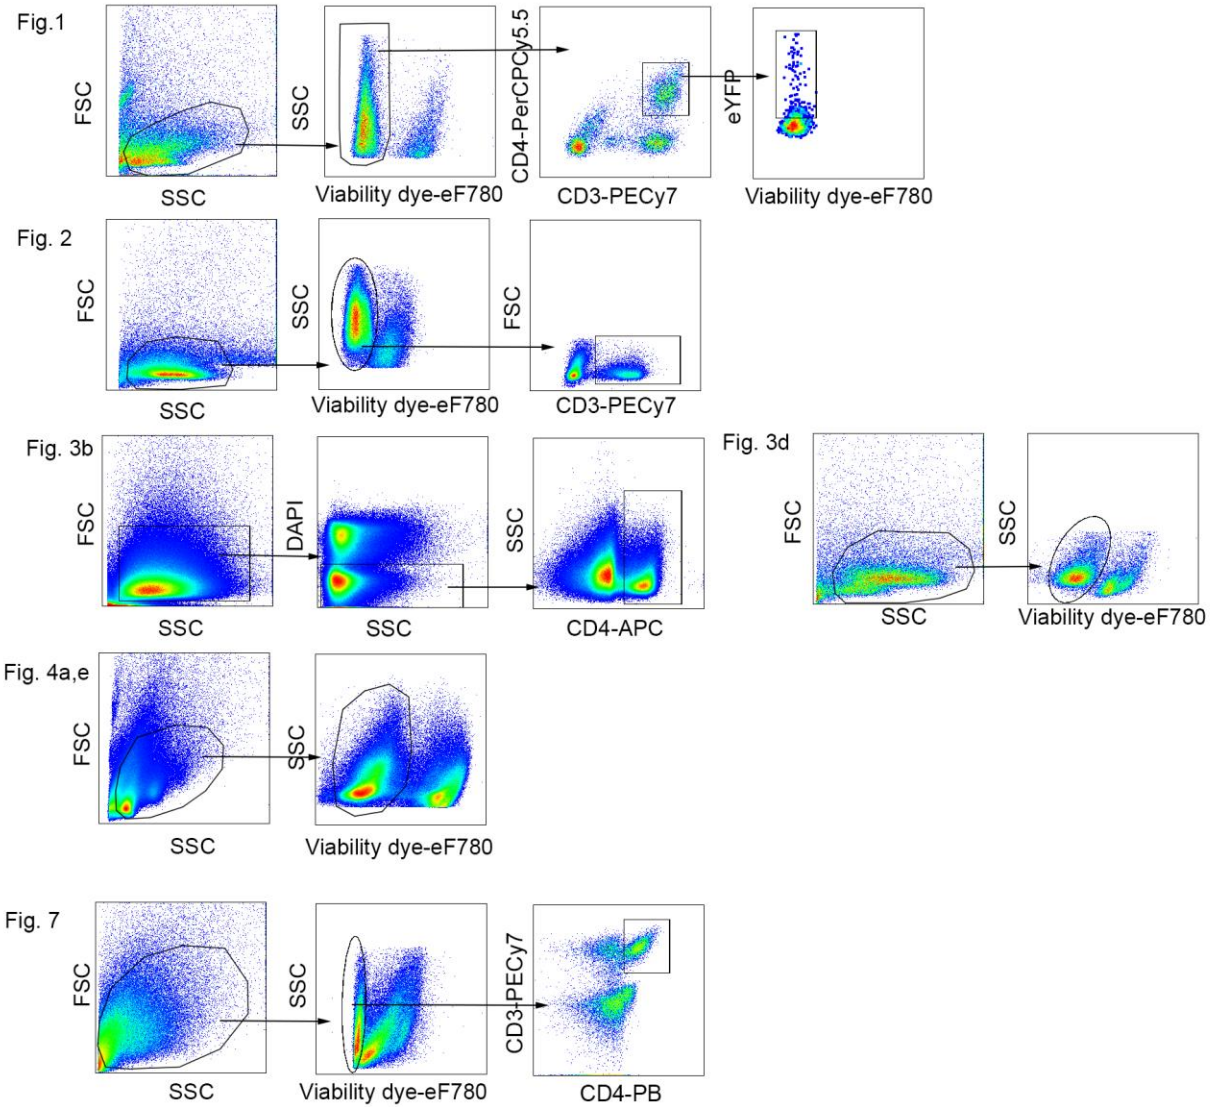 Fig.1
FSC
SSC
SSC
Viability dye-eF780
CD4-PerCPCy5.5
CD3-PECy7
eYFP
Viability dye-eF780
Fig. 2
FSC
SSC
SSC
Viability dye-eF780
FSC
CD3-PECy7
Fig. 3b
FSC
SSC
DAPI
SSC
SSC
CD4-APC
Fig. 3d
FSC
SSC
SSC
Viability dye-eF780
Fig. 4a,e
FSC
SSC
SSC
Viability dye-eF780
Fig. 7
FSC
SSC
SSC
Viability dye-eF780
CD3-PECy7
CD4-PB